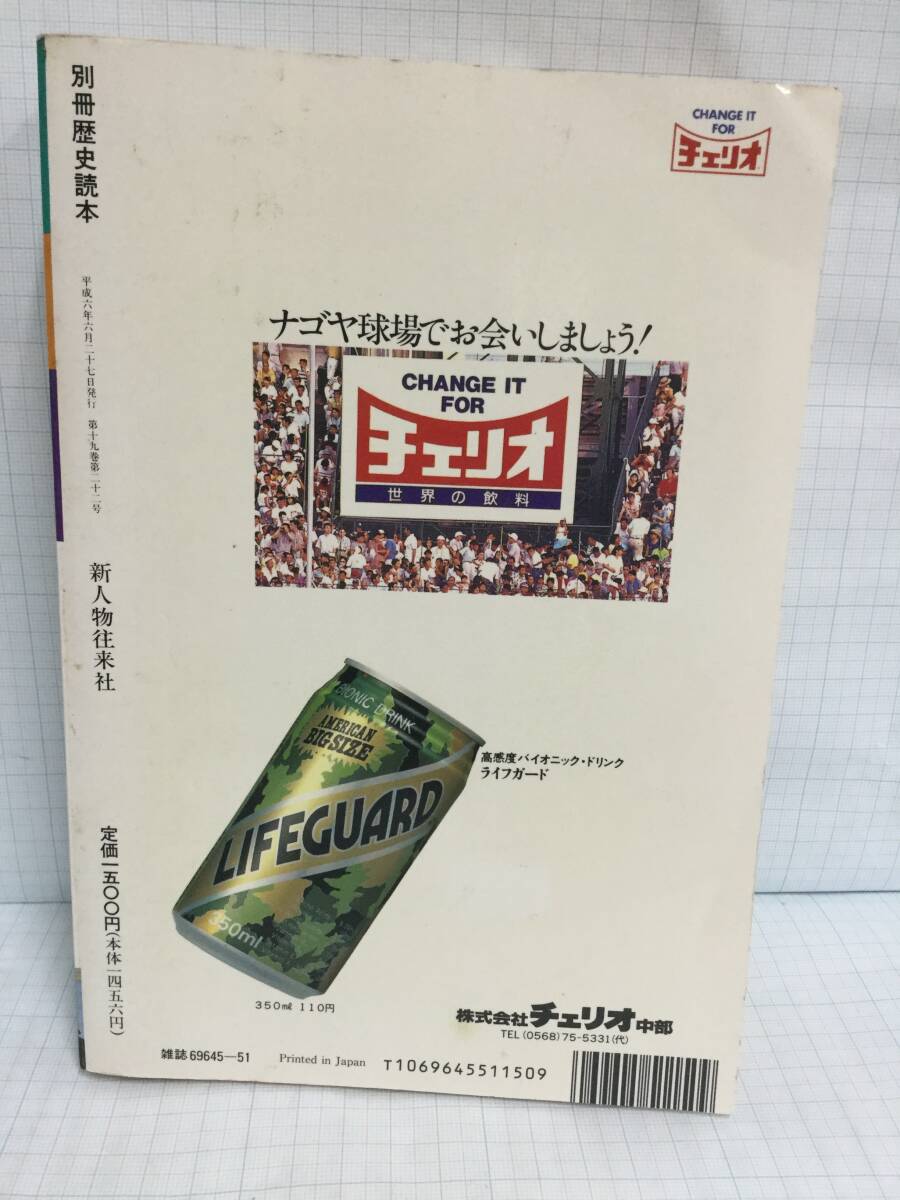 別冊歴史読本
平成六年六月二十七日発行 第十九巻第二十二号
新人物往来社
定価一五〇〇円(本体一四五六円)
CHANGE IT
FOR
チェリオ
ナゴヤ球場でお会いしましょう!
CHANGE IT
FOR
チェリオ
世界の飲料
BIONIC DRINK
AMERICAN
BIG SIZE
LIFEGUARD
350ml
高感度バイオニック・ドリンク
ライフガード
350㎖ 110円
株式会社チェリオ中部
TEL (0568) 75-5331(代)
雑誌 69645—51 Printed in Japan T1069645511509